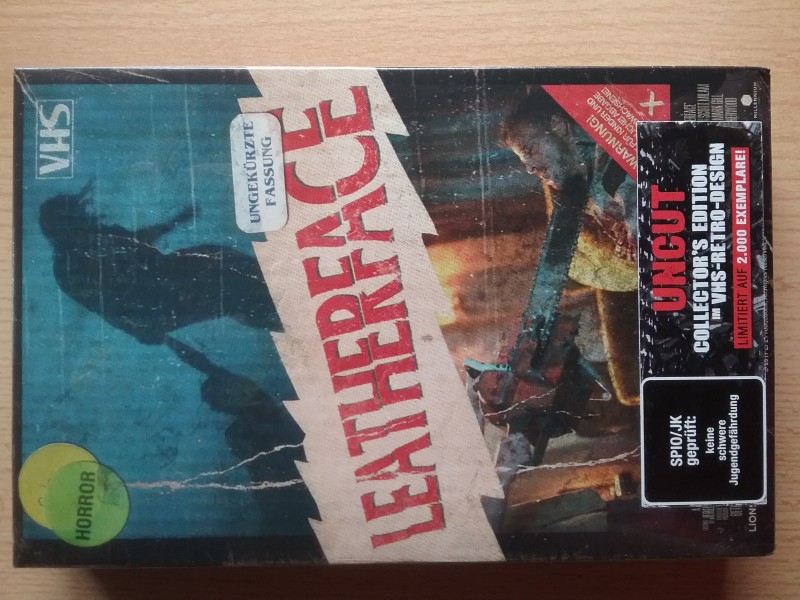 VHS
UNGEKÜRZTE
FASSUNG
LEATHERFACE
WARNUNG!
HORROR
UNCUT
COLLECTOR'S EDITION
IM VHS-RETRO-DESIGN
LIMITIERT AUF 2.000 EXEMPLARE!
SPIO/JK
geprüft:
keine
schwere
Jugendgefährdung